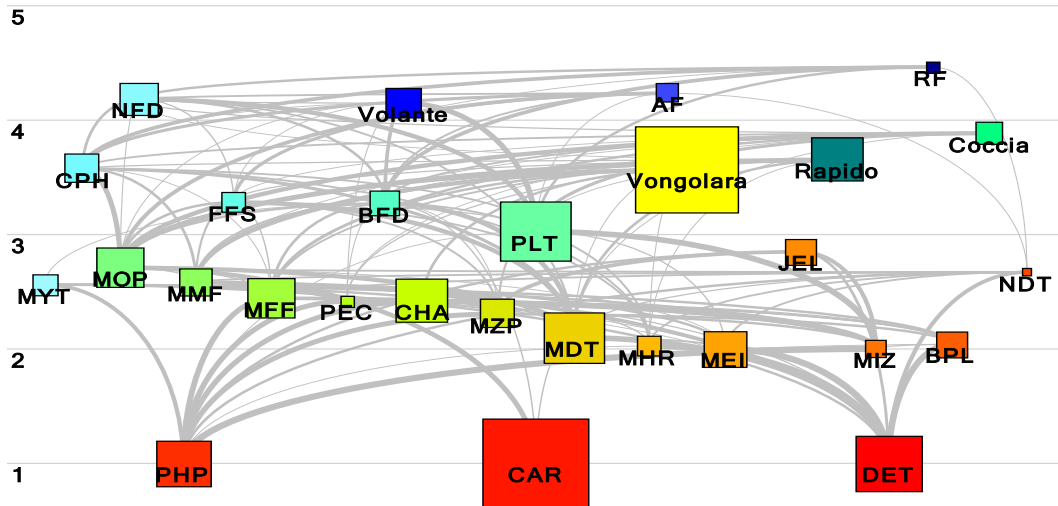 5
RF
NFD
Volante
AF
4
Coccia
CPH
Vongolara
Rapido
FFS
BFD
3
PLT
MOP
JEL
MYT
MMF
MFF
PEC
CHA
MZP
NDT
MDT
MHR
MEI
MIZ
BPL
2
1
PHP
CAR
DET